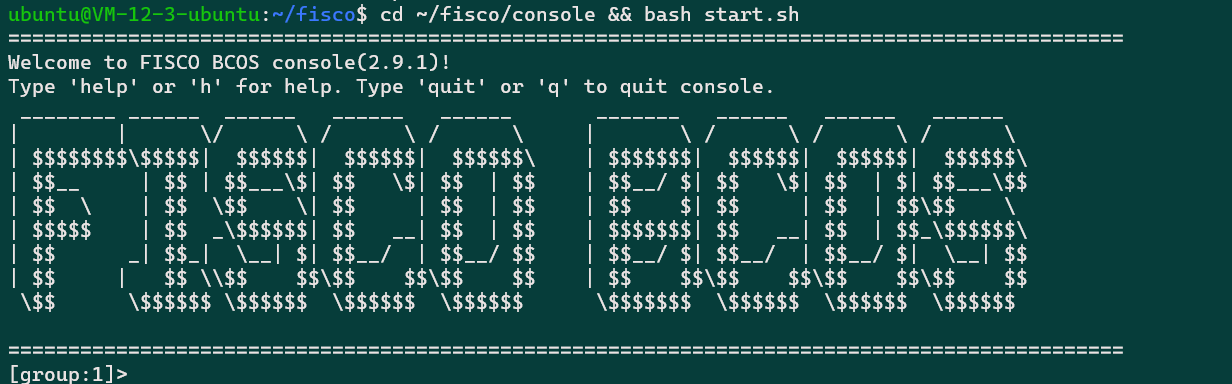 ubuntu@VM-12-3-ubuntu:~/fisco$ cd ~/fisco/console && bash start.sh
=============================================================================================
Welcome to FISCO BCOS console(2.9.1)!
Type 'help' or 'h' for help. Type 'quit' or 'q' to quit console.
 ________ ______  ______   ______   ______       _______   ______   ______   ______
|        |      \/      \ /      \ /      \     |       \ /      \ /      \ /      \
| $$$$$$$$\$$$$$|  $$$$$$|  $$$$$$|  $$$$$$\    | $$$$$$$|  $$$$$$|  $$$$$$|  $$$$$$\
| $$__     | $$ | $$___\$| $$   \$| $$  | $$    | $$__/ $| $$   \$| $$  | $| $$___\$$
| $$  \    | $$  \$$    \| $$     | $$  | $$    | $$    $| $$     | $$  | $$\$$    \
| $$$$$    | $$  _\$$$$$$| $$   __| $$  | $$    | $$$$$$$| $$   __| $$  | $$_\$$$$$$\
| $$      _| $$_|  \__| $| $$__/  | $$__/ $$    | $$__/ $| $$__/  | $$__/ $|  \__| $$
| $$     |   $$ \\$$    $$\$$    $$\$$    $$    | $$    $$\$$    $$\$$    $$\$$    $$
 \$$      \$$$$$$ \$$$$$$  \$$$$$$  \$$$$$$      \$$$$$$$  \$$$$$$  \$$$$$$  \$$$$$$
=============================================================================================
[group:1]>